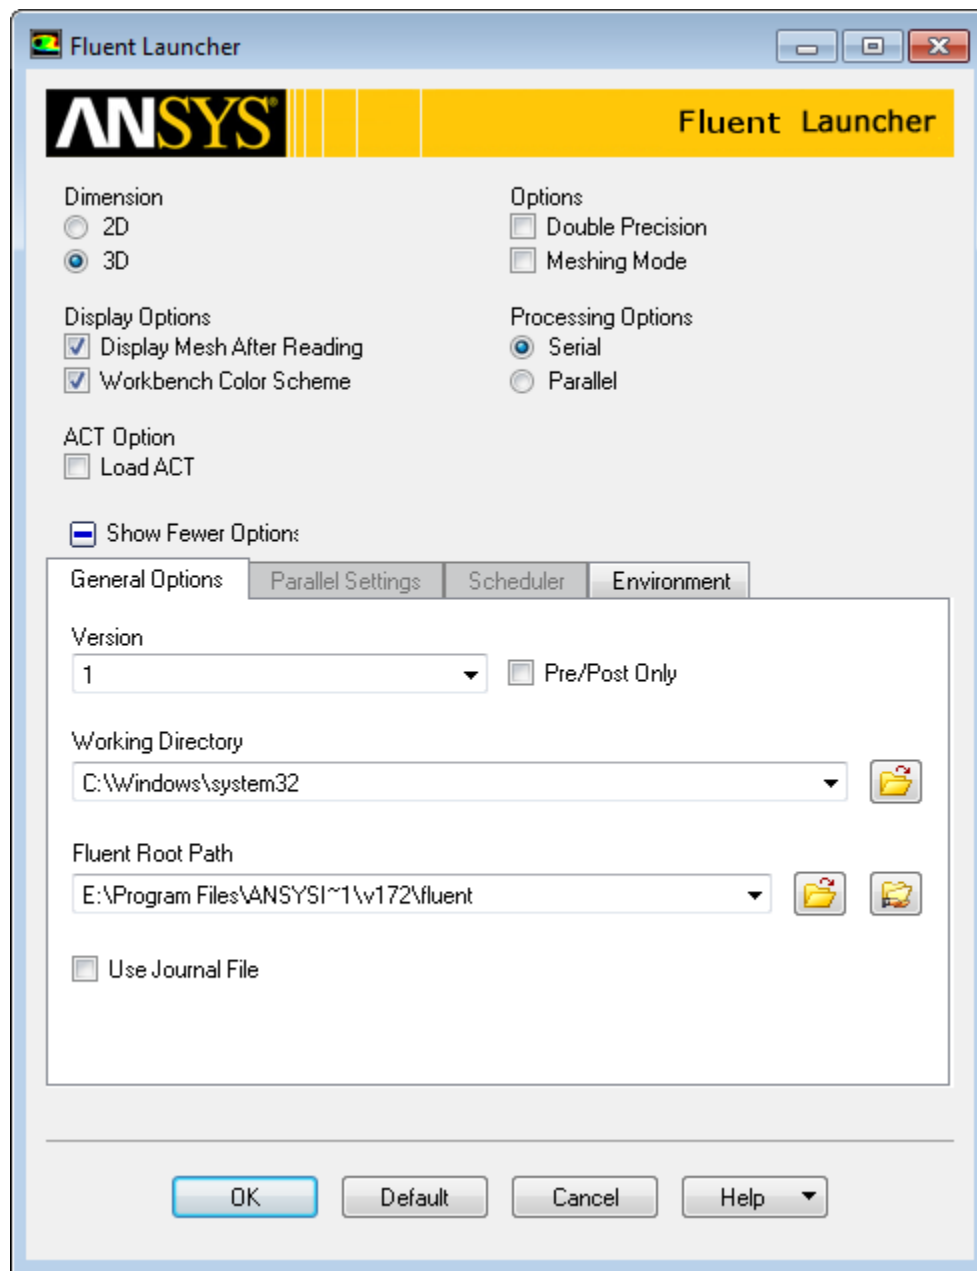 Fluent Launcher
ANSYS Fluent Launcher
Dimension
2D
3D
Options
Double Precision
Meshing Mode
Display Options
Display Mesh After Reading
Workbench Color Scheme
Processing Options
Serial
Parallel
ACT Option
Load ACT
Show Fewer Options
General Options Parallel Settings Scheduler Environment
Version
1 Pre/Post Only
Working Directory
C:\Windows\system32
Fluent Root Path
E:\Program Files\ANSYSI~1\v172\fluent
Use Journal File
OK Default Cancel Help